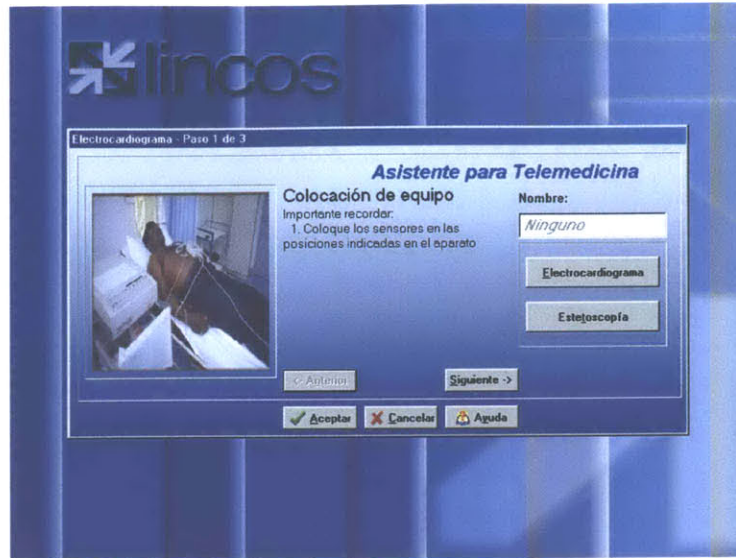 lincos
Electrocardiograma - Paso 1 de 3
Asistente para Telemedicina
Colocación de equipo
Importante recordar:
1. Coloque los sensores en las
posiciones indicadas en el aparato
Nombre:
Ninguno
Electrocardiograma
Estetoscopía
<- Anterior
Siguiente ->
Aceptar
Cancelar
Ayuda